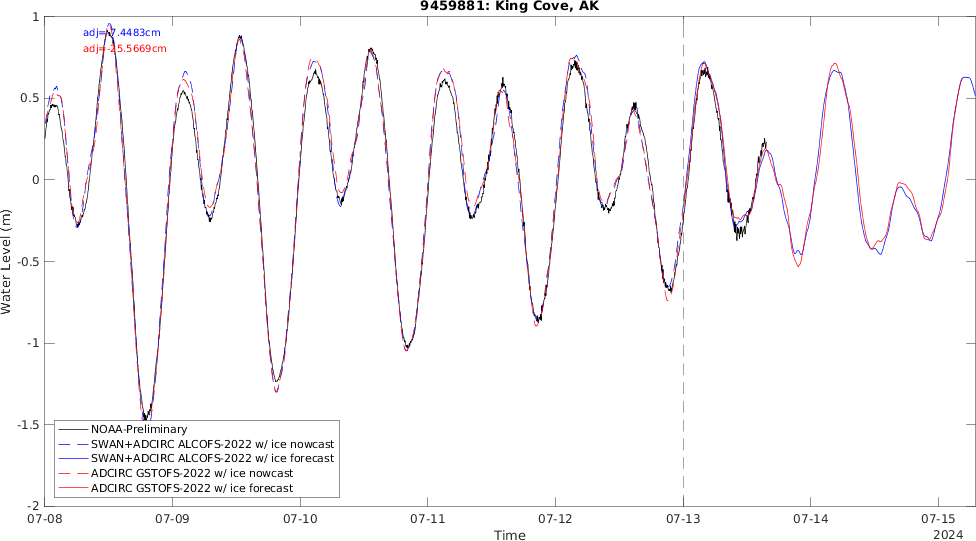 9459881: King Cove, AK
adj=-7.4483cm
adj=-25.5669cm
1
0.5
0
-0.5
-1
-1.5
-2
Water Level (m)
NOAA-Preliminary
SWAN+ADCIRC ALCOFS-2022 w/ ice nowcast
SWAN+ADCIRC ALCOFS-2022 w/ ice forecast
ADCIRC GSTOFS-2022 w/ ice nowcast
ADCIRC GSTOFS-2022 w/ ice forecast
07-08 07-09 07-10 07-11 07-12 07-13 07-14 07-15
Time
2024